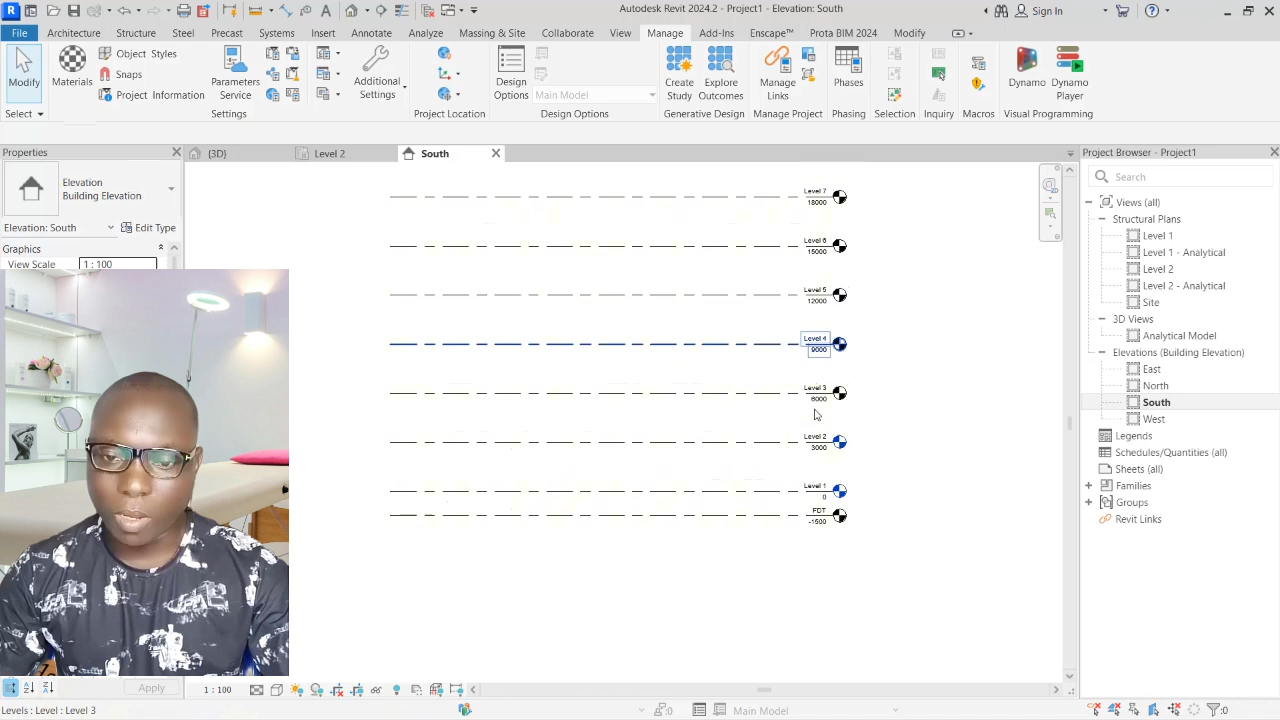 Autodesk Revit 2024.2 - Project1 - Elevation: South
Sign In
File Architecture Structure Steel Precast Systems Insert Annotate Analyze Massing & Site Collaborate View Manage Add-Ins Enscape™ Prota BIM 2024 Modify
Modify
Select
Materials
Object Styles
Snaps
Project Information
Parameters Service
Additional Settings
Settings
Project Location
Design Options
Main Model
Design Options
Create Study
Explore Outcomes
Generative Design
Manage Links
Manage Project
Phases
Phasing
Selection
Inquiry
Macros
Dynamo
Dynamo Player
Visual Programming
Properties
{3D}
Level 2
South
Project Browser - Project1
Elevation
Building Elevation
Elevation: South
Edit Type
Graphics
View Scale 1 : 100
Apply
Level 7
18000
Level 6
15000
Level 5
12000
Level 4
9000
Level 3
6000
Level 2
3000
Level 1
0
FDT
-1500
Search
Views (all)
Structural Plans
Level 1
Level 1 - Analytical
Level 2
Level 2 - Analytical
Site
3D Views
Analytical Model
Elevations (Building Elevation)
East
North
South
West
Legends
Schedules/Quantities (all)
Sheets (all)
Families
Groups
Revit Links
1 : 100
Levels : Level : Level 3
:0
Main Model
:0